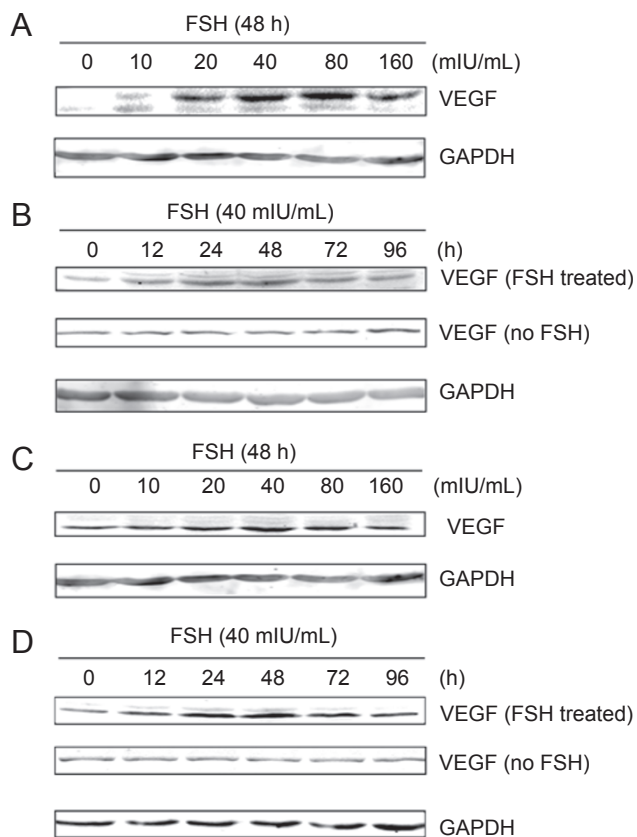 A
FSH (48 h)
0 10 20 40 80 160 (mIU/mL)
VEGF
GAPDH
B
FSH (40 mIU/mL)
0 12 24 48 72 96 (h)
VEGF (FSH treated)
VEGF (no FSH)
GAPDH
C
FSH (48 h)
0 10 20 40 80 160 (mIU/mL)
VEGF
GAPDH
D
FSH (40 mIU/mL)
0 12 24 48 72 96 (h)
VEGF (FSH treated)
VEGF (no FSH)
GAPDH